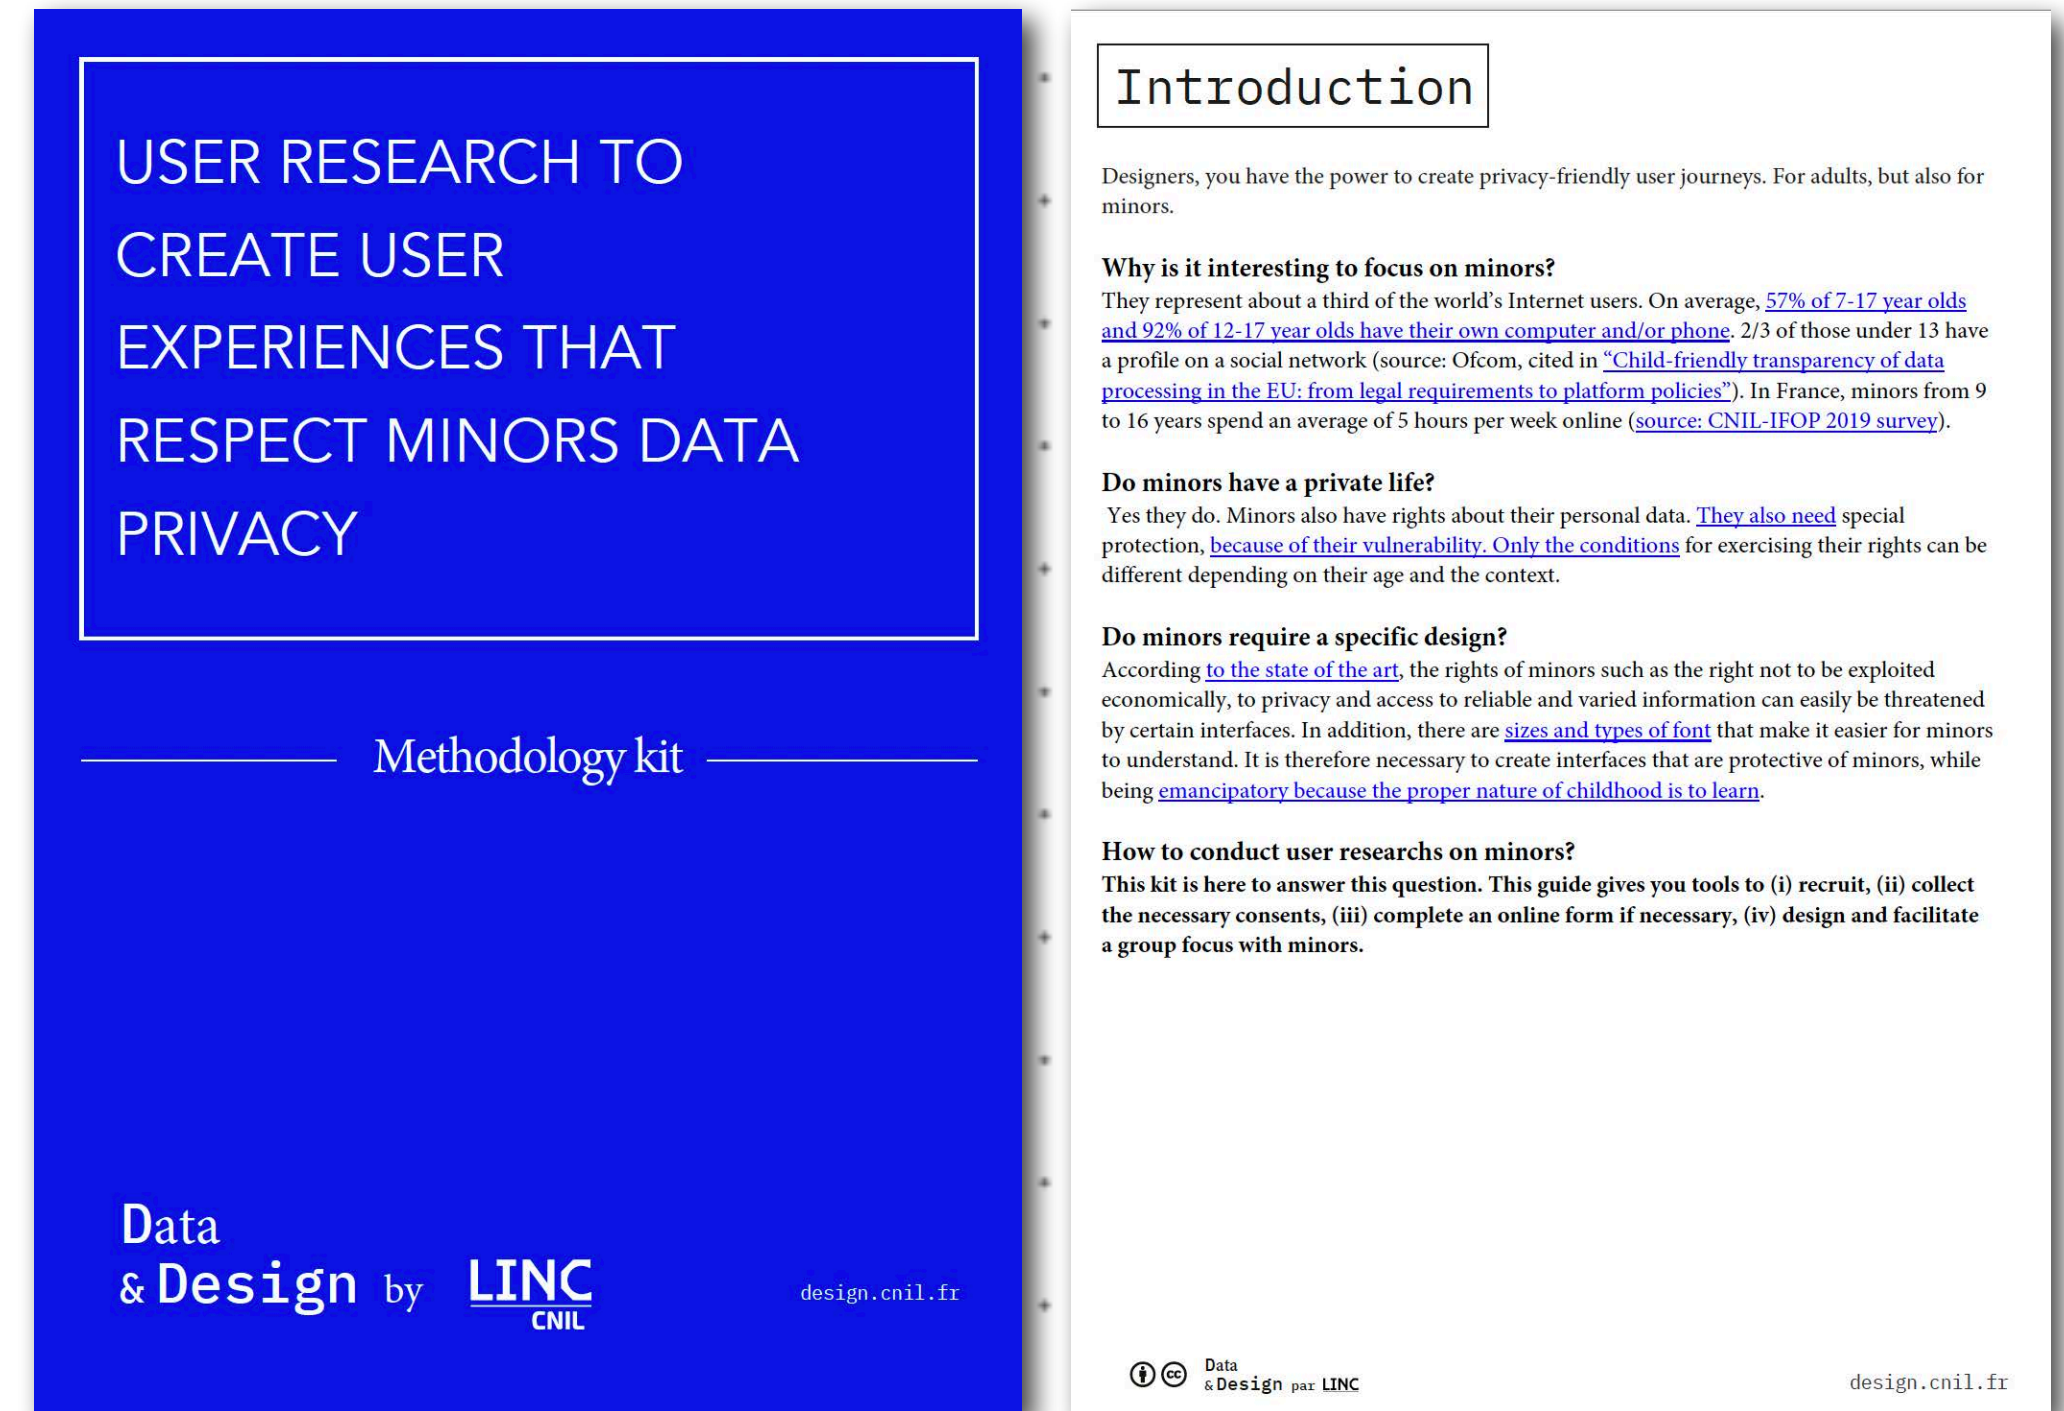 USER RESEARCH TO
CREATE USER
EXPERIENCES THAT
RESPECT MINORS DATA
PRIVACY
Methodology kit
Data
& Design by LINC
CNIL
design.cnil.fr
Introduction
Designers, you have the power to create privacy-friendly user journeys. For adults, but also for
minors.
Why is it interesting to focus on minors?
They represent about a third of the world’s Internet users. On average, 57% of 7-17 year olds
and 92% of 12-17 year olds have their own computer and/or phone. 2/3 of those under 13 have
a profile on a social network (source: Ofcom, cited in “Child-friendly transparency of data
processing in the EU: from legal requirements to platform policies”). In France, minors from 9
to 16 years spend an average of 5 hours per week online (source: CNIL-IFOP 2019 survey).
Do minors have a private life?
Yes they do. Minors also have rights about their personal data. They also need special
protection, because of their vulnerability. Only the conditions for exercising their rights can be
different depending on their age and the context.
Do minors require a specific design?
According to the state of the art, the rights of minors such as the right not to be exploited
economically, to privacy and access to reliable and varied information can easily be threatened
by certain interfaces. In addition, there are sizes and types of font that make it easier for minors
to understand. It is therefore necessary to create interfaces that are protective of minors, while
being emancipatory because the proper nature of childhood is to learn.
How to conduct user researchs on minors?
This kit is here to answer this question. This guide gives you tools to (i) recruit, (ii) collect
the necessary consents, (iii) complete an online form if necessary, (iv) design and facilitate
a group focus with minors.
cc
Data
& Design par LINC
design.cnil.fr